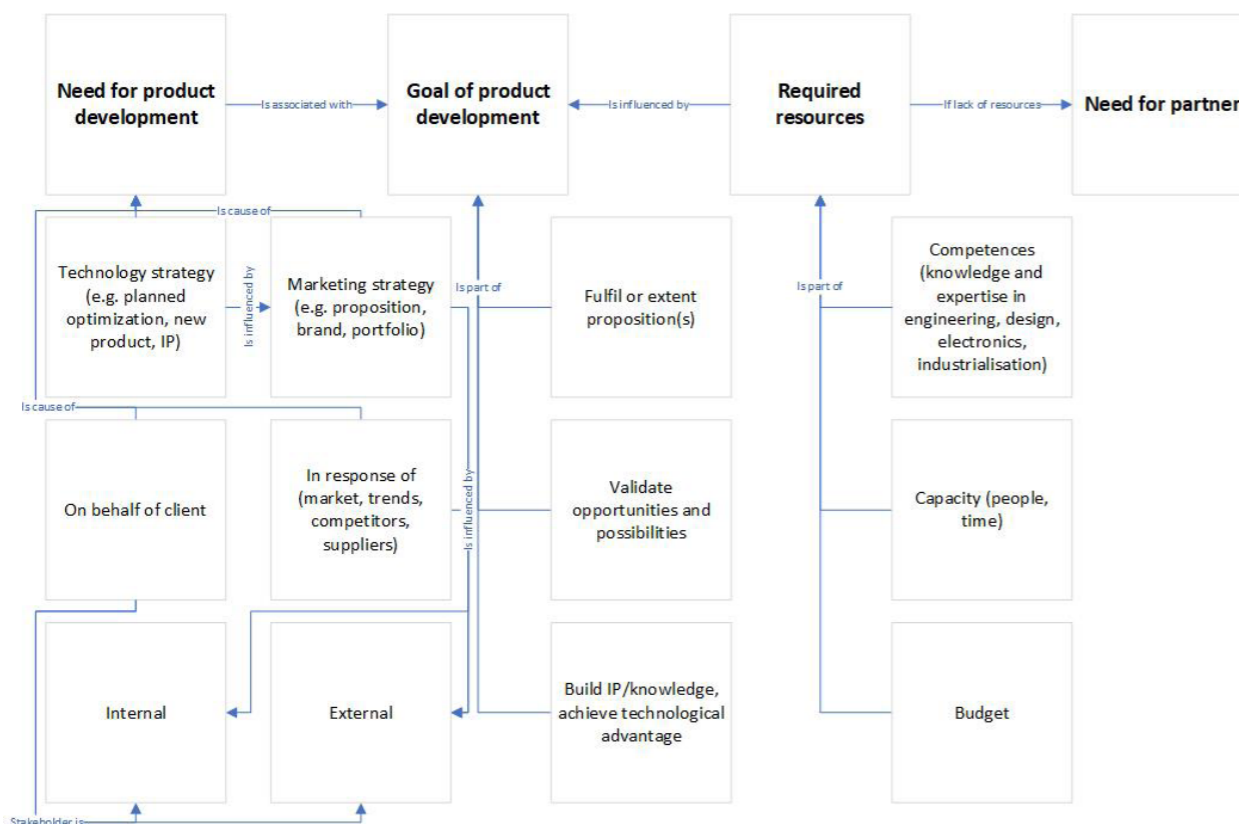 Need for product
development
Is associated with
Goal of product
development
Is influenced by
Required
resources
If lack of resources
Need for partner
Is cause of
Technology strategy
(e.g. planned
optimization, new
product, IP)
Is influenced by
Marketing strategy
(e.g. proposition,
brand, portfolio)
Is part of
Fulfil or extent
proposition(s)
Is part of
Competences
(knowledge and
expertise in
engineering, design,
electronics,
industrialisation)
Is cause of
On behalf of client
In response of
(market, trends,
competitors,
suppliers)
Is influenced by
Validate
opportunities and
possibilities
Capacity (people,
time)
Internal
External
Build IP/knowledge,
achieve technological
advantage
Budget
Stakeholder is